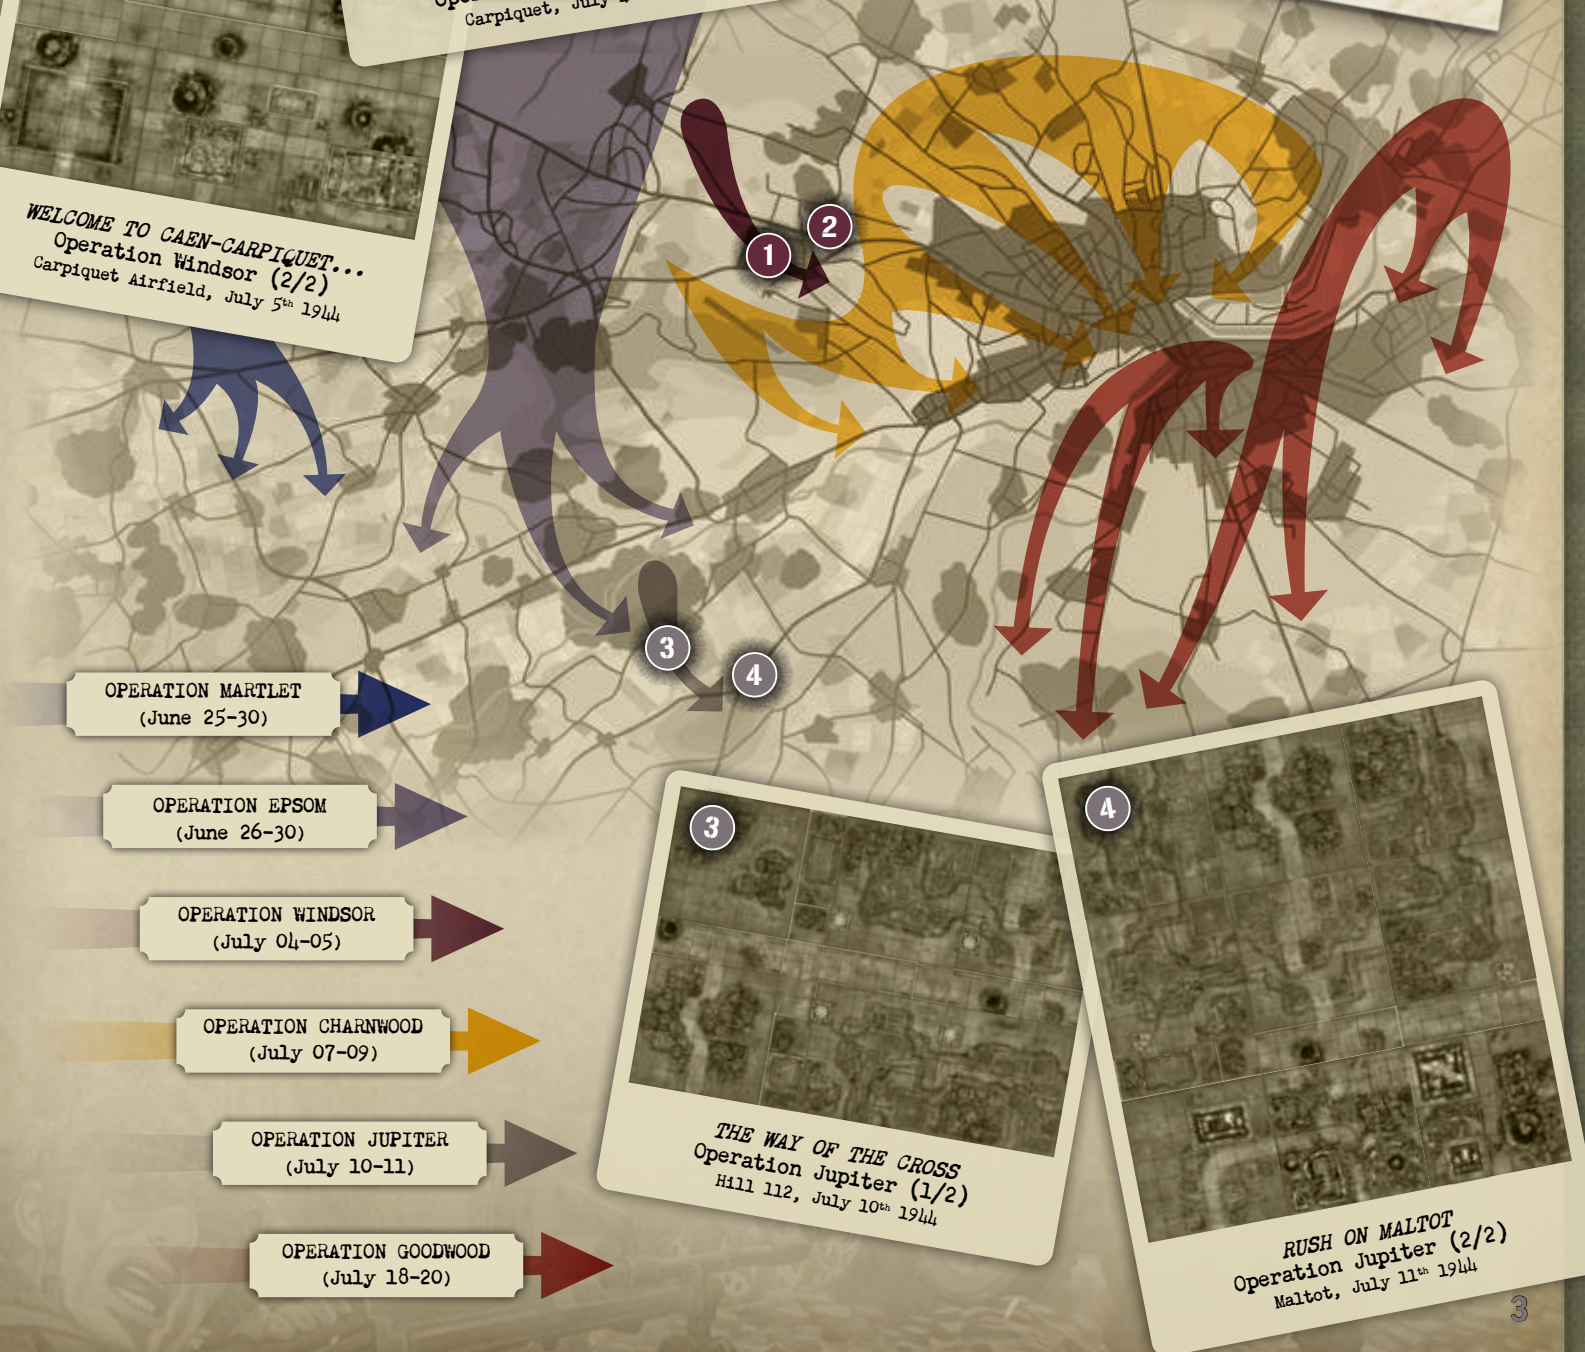 Carpiquet, July
WELCOME TO CAEN-CARPIQUET...
Operation Windsor (2/2)
Carpiquet Airfield, July 5th 1944
1
2
3
4
OPERATION MARTLET
(June 25-30)
OPERATION EPSOM
(June 26-30)
OPERATION WINDSOR
(July 04-05)
OPERATION CHARNWOOD
(July 07-09)
OPERATION JUPITER
(July 10-11)
OPERATION GOODWOOD
(July 18-20)
3
THE WAY OF THE CROSS
Operation Jupiter (1/2)
Hill 112, July 10th 1944
4
RUSH ON MALTOT
Operation Jupiter (2/2)
Maltot, July 11th 1944
3